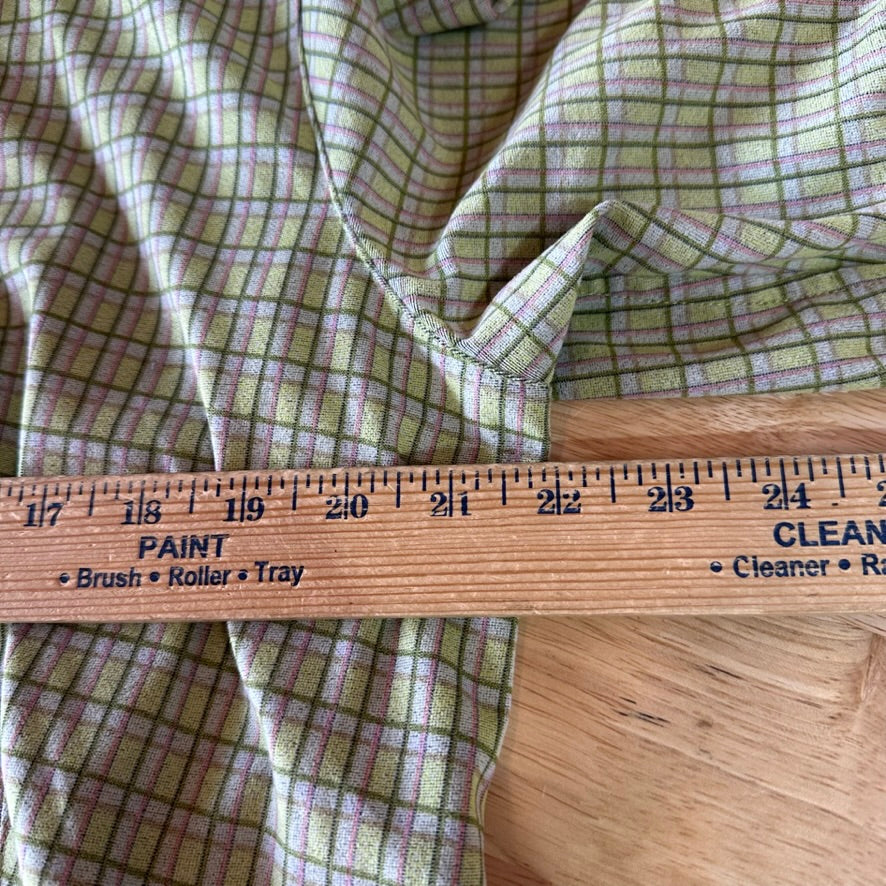 17 18 19 20 21 22 23 24
PAINT
• Brush • Roller • Tray
CLEAN
• Cleaner •